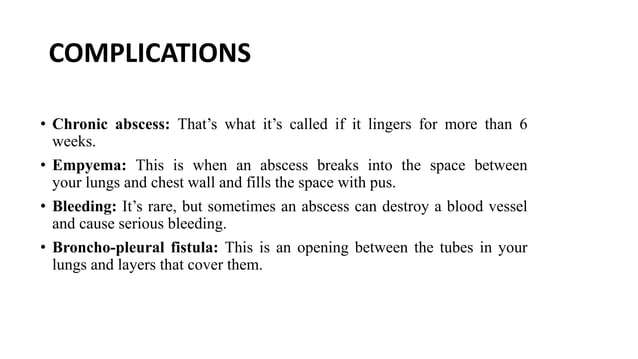 COMPLICATIONS
• Chronic abscess: That’s what it’s called if it lingers for more than 6
weeks.
• Empyema: This is when an abscess breaks into the space between
your lungs and chest wall and fills the space with pus.
• Bleeding: It’s rare, but sometimes an abscess can destroy a blood vessel
and cause serious bleeding.
• Broncho-pleural fistula: This is an opening between the tubes in your
lungs and layers that cover them.